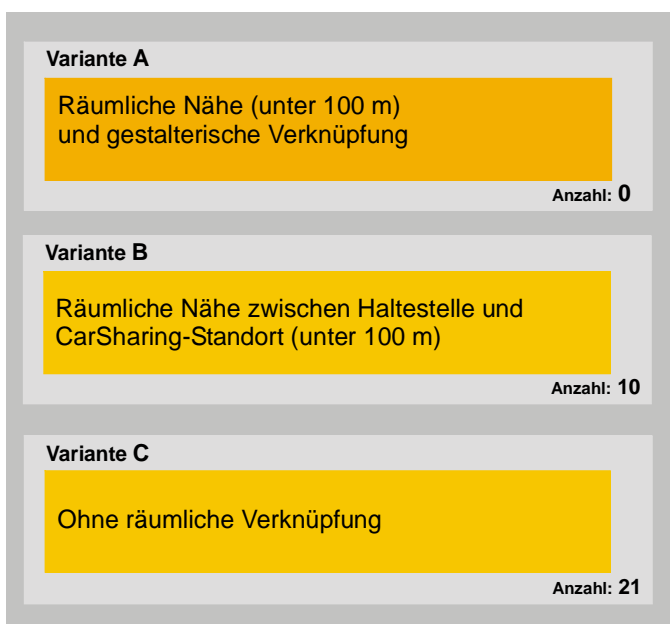 Variante A
Räumliche Nähe (unter 100 m)
und gestalterische Verknüpfung
Anzahl: 0
Variante B
Räumliche Nähe zwischen Haltestelle und
CarSharing-Standort (unter 100 m)
Anzahl: 10
Variante C
Ohne räumliche Verknüpfung
Anzahl: 21